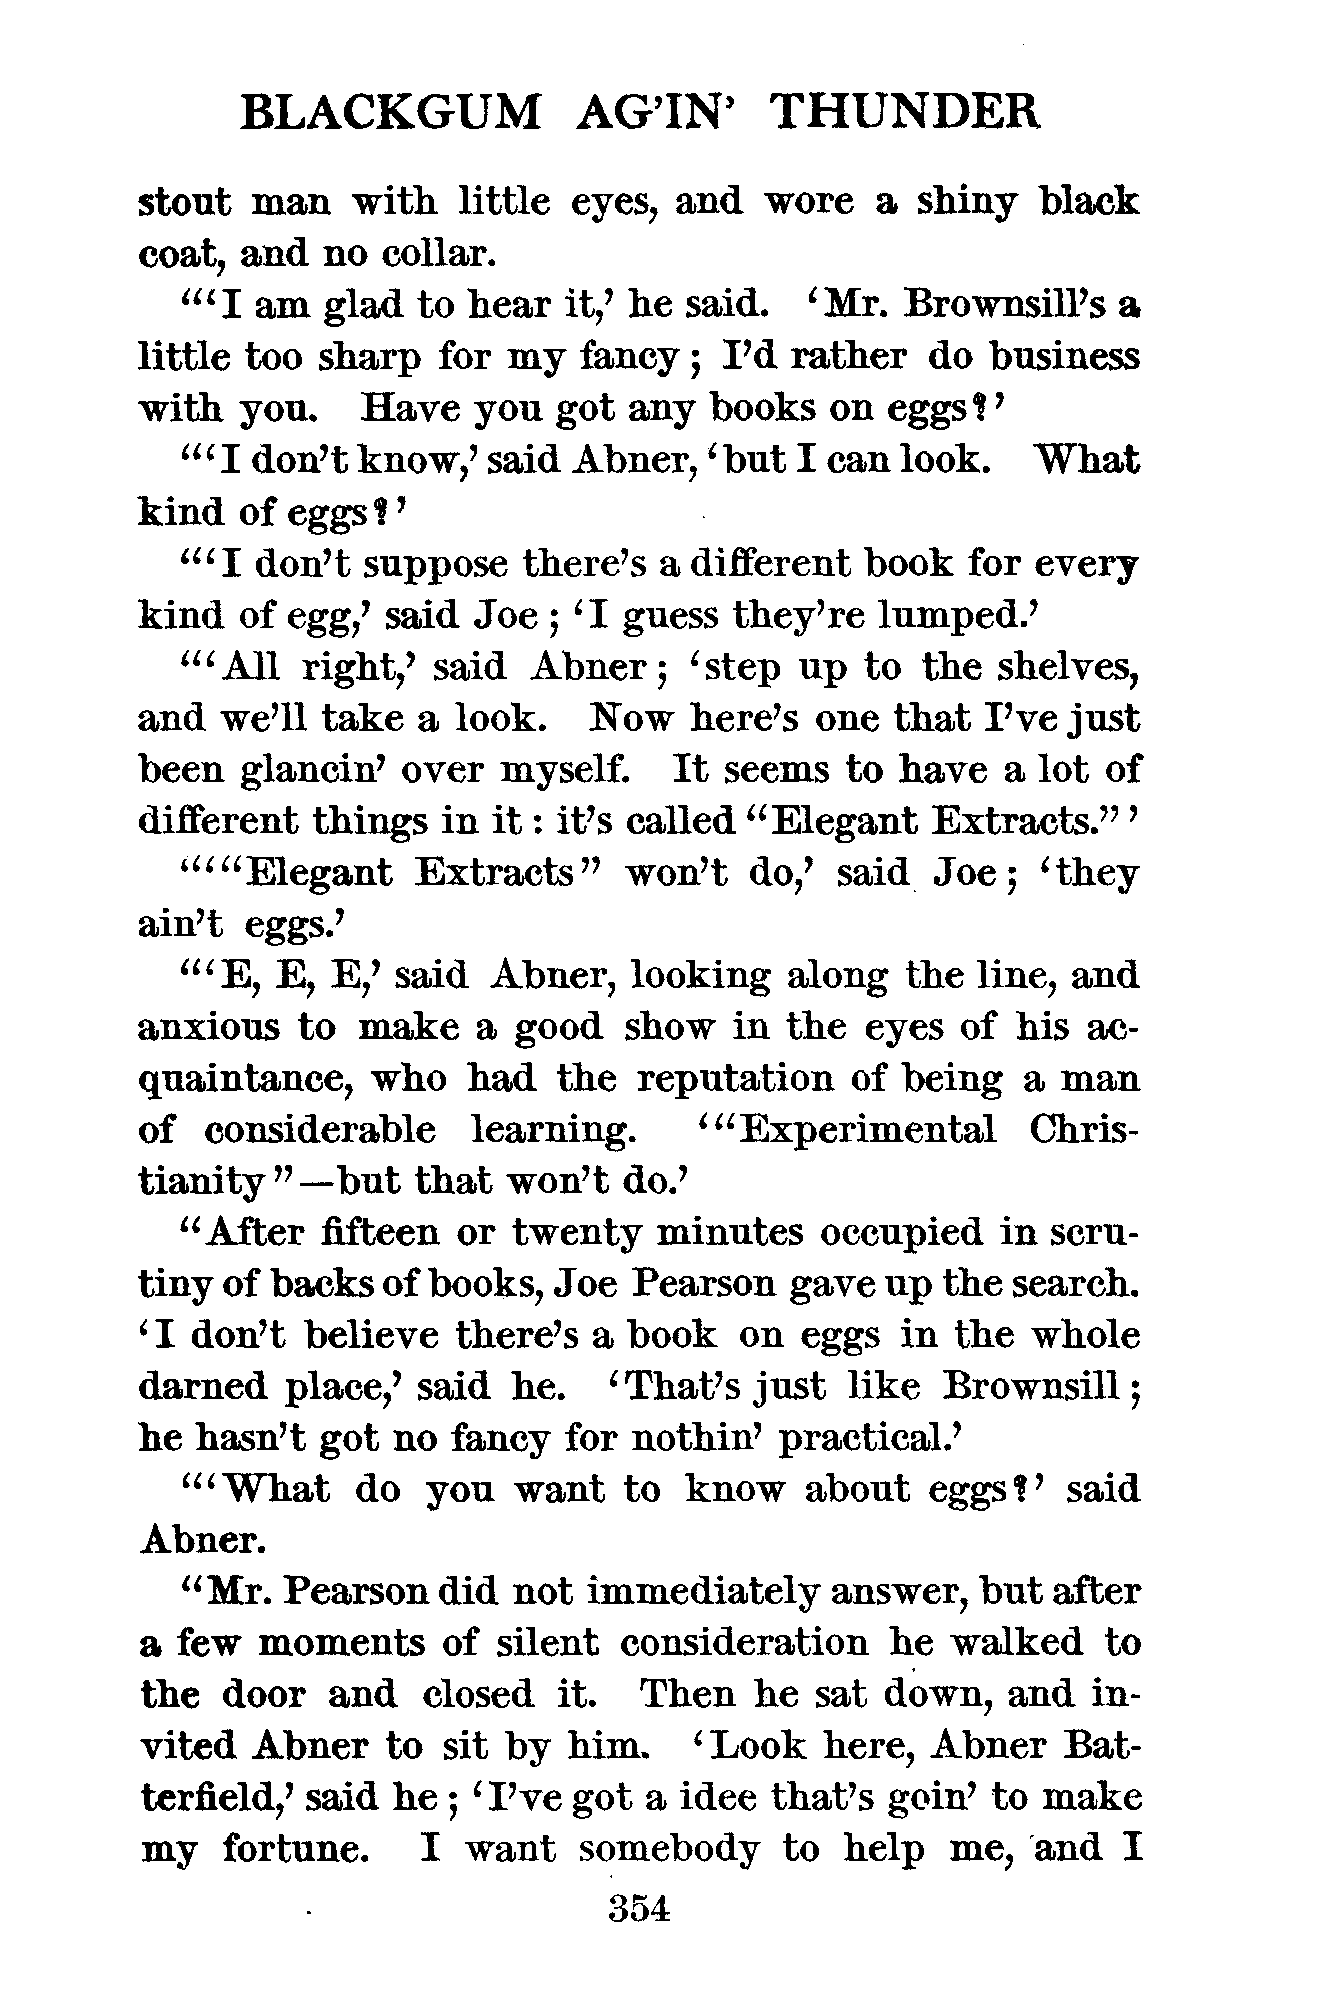 BLACKGUM AG'IN' THUNDER
stout man with little eyes, and wore a shiny black
coat, and no collar.
"'I am glad to hear it,' he said. 'Mr. Brownsill's a
little too sharp for my fancy; I'd rather do business
with you. Have you got any books on eggs?'
"'I don't know,' said Abner, 'but I can look. What
kind of eggs?'
"'I don't suppose there's a different book for every
kind of egg,' said Joe; 'I guess they're lumped.'
"'All right,' said Abner; 'step up to the shelves,
and we'll take a look. Now here's one that I've just
been glancin' over myself. It seems to have a lot of
different things in it: it's called "Elegant Extracts."'
"'"Elegant Extracts" won't do,' said Joe; 'they
ain't eggs.'
"'E, E, E,' said Abner, looking along the line, and
anxious to make a good show in the eyes of his ac-
quaintance, who had the reputation of being a man
of considerable learning. '"Experimental Chris-
tianity"—but that won't do.'
"After fifteen or twenty minutes occupied in scru-
tiny of backs of books, Joe Pearson gave up the search.
'I don't believe there's a book on eggs in the whole
darned place,' said he. 'That's just like Brownsill;
he hasn't got no fancy for nothin' practical.'
"'What do you want to know about eggs?' said
Abner.
"Mr. Pearson did not immediately answer, but after
a few moments of silent consideration he walked to
the door and closed it. Then he sat down, and in-
vited Abner to sit by him. 'Look here, Abner Bat-
terfield,' said he; 'I've got a idee that's goin' to make
my fortune. I want somebody to help me, and I
354